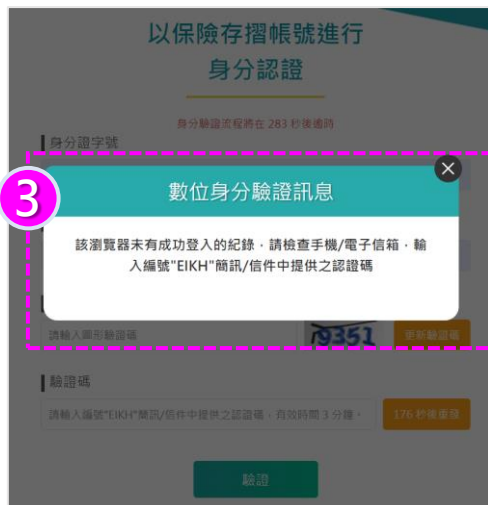 以保險存摺帳號進行
身分認證
身分驗證流程將在 283 秒後逾時
身分證字號
3
數位身分驗證訊息
該瀏覽器未有成功登入的紀錄，請檢查手機/電子信箱，輸
入編號"EIKH"簡訊/信件中提供之認證碼
請輸入圖形驗證碼
79351
更新驗證碼
驗證碼
請輸入編號"EIKH"簡訊/信件中提供之認證碼，有效時間 3 分鐘。
176 秒後重發
驗證